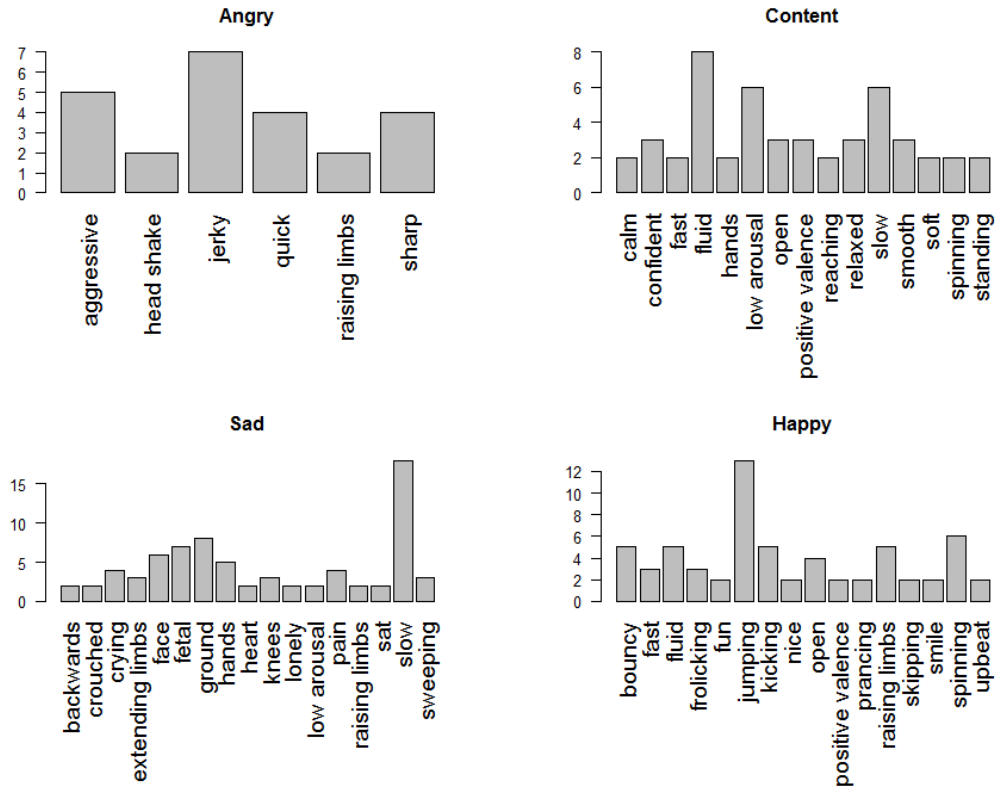 Angry
7
6
5
4
3
2
1
0
aggressive
head shake
jerky
quick
raising limbs
sharp
Content
8
6
4
2
0
calm
confident
fast
fluid
hands
low arousal
open
positive valence
reaching
relaxed
slow
smooth
soft
spinning
standing
Sad
15
10
5
0
backwards
crouched
crying
extending limbs
face
fetal
ground
hands
heart
knees
lonely
low arousal
pain
raising limbs
sat
slow
sweeping
Happy
12
10
8
6
4
2
0
bouncy
fast
fluid
frolicking
fun
jumping
kicking
nice
open
positive valence
prancing
raising limbs
skipping
smile
spinning
upbeat